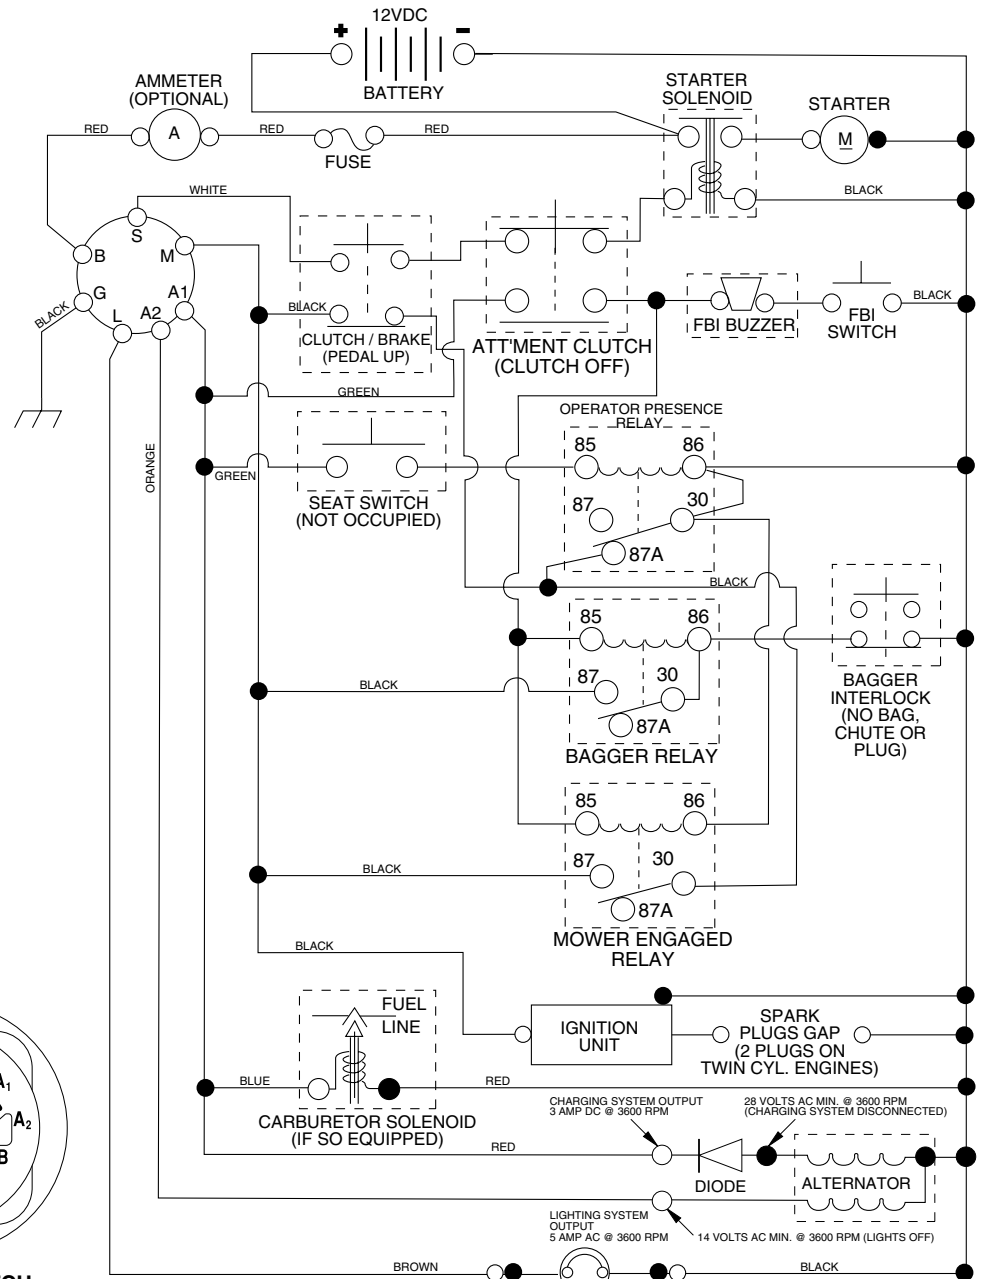 12VDC
+ -
BATTERY
AMMETER
(OPTIONAL)
STARTER
SOLENOID
STARTER
RED
A
RED
RED
M
FUSE
WHITE
BLACK
S
B
M
G
A1
L
A2
BLACK
BLACK
BLACK
CLUTCH / BRAKE
(PEDAL UP)
ATT'MENT CLUTCH
(CLUTCH OFF)
FBI BUZZER
FBI
SWITCH
GREEN
OPERATOR PRESENCE
RELAY
ORANGE
GREEN
85
86
SEAT SWITCH
(NOT OCCUPIED)
87
30
87A
BLACK
85
86
87
30
87A
BLACK
BAGGER RELAY
BAGGER
INTERLOCK
(NO BAG,
CHUTE OR
PLUG)
85
86
87
30
87A
BLACK
MOWER ENGAGED
RELAY
BLACK
FUEL
LINE
IGNITION
UNIT
SPARK
PLUGS GAP
(2 PLUGS ON
TWIN CYL. ENGINES)
A1
A2
B
BLUE
RED
CARBURETOR SOLENOID
(IF SO EQUIPPED)
CHARGING SYSTEM OUTPUT
3 AMP DC @ 3600 RPM
28 VOLTS AC MIN. @ 3600 RPM
(CHARGING SYSTEM DISCONNECTED)
RED
DIODE
ALTERNATOR
LIGHTING SYSTEM
OUTPUT
5 AMP AC @ 3600 RPM
14 VOLTS AC MIN. @ 3600 RPM (LIGHTS OFF)
BROWN
BLACK